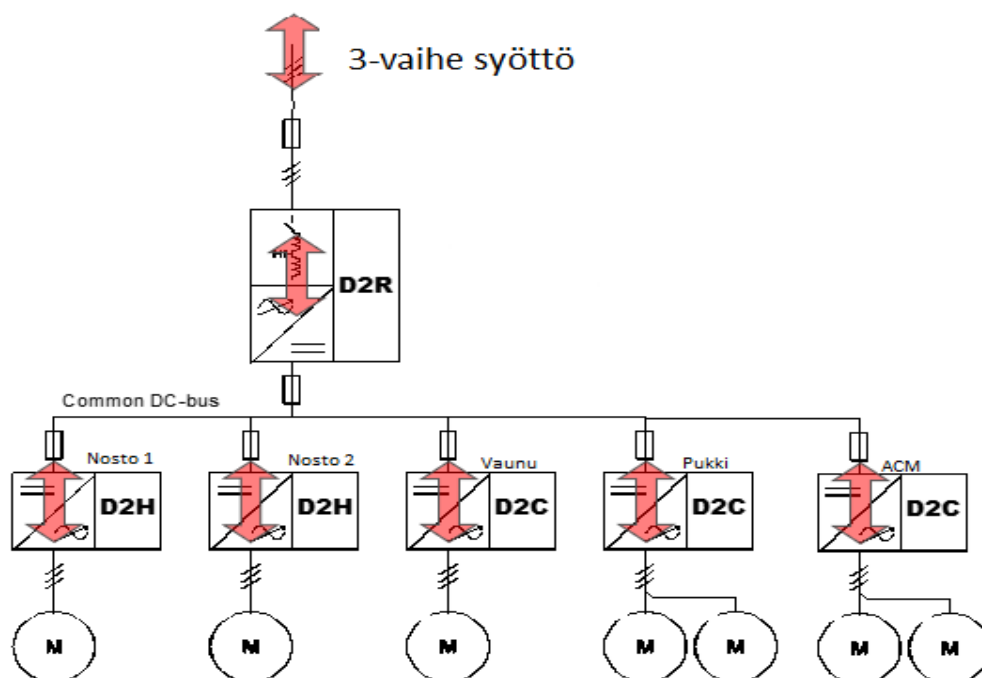 3-vaihe syöttö
D2R
Common DC-bus
Nosto 1
Nosto 2
Vaunu
Pukki
ACM
D2H
D2H
D2C
D2C
D2C
M
M
M
M
M
M
M